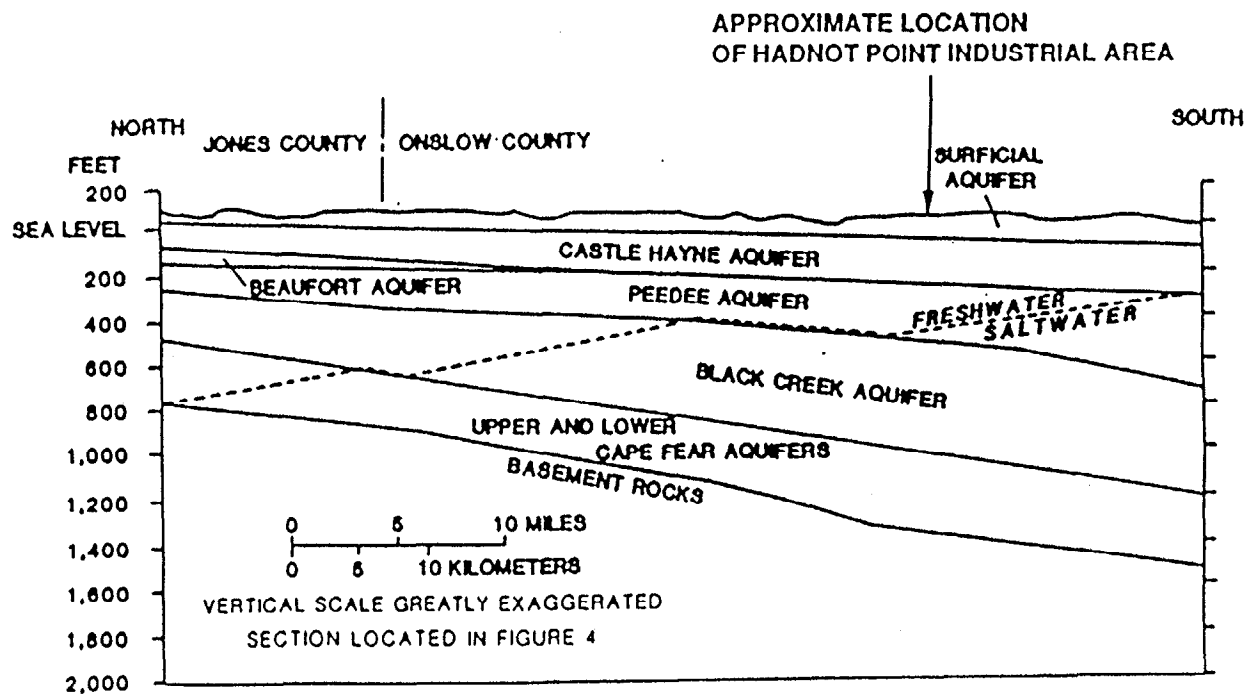 APPROXIMATE LOCATION
OF HADNOT POINT INDUSTRIAL AREA
NORTH
SOUTH
JONES COUNTY
ONSLOW COUNTY
FEET
SURFICIAL
AQUIFER
200
SEA LEVEL
CASTLE HAYNE AQUIFER
200
BEAUFORT AQUIFER
PEEDEE AQUIFER
FRESHWATER
SALTWATER
400
600
BLACK CREEK AQUIFER
800
UPPER AND LOWER
CAPE FEAR AQUIFERS
1,000
BASEMENT ROCKS
1,200
0 5 10 MILES
1,400
0 5 10 KILOMETERS
1,600
VERTICAL SCALE GREATLY EXAGGERATED
1,800
SECTION LOCATED IN FIGURE 4
2,000